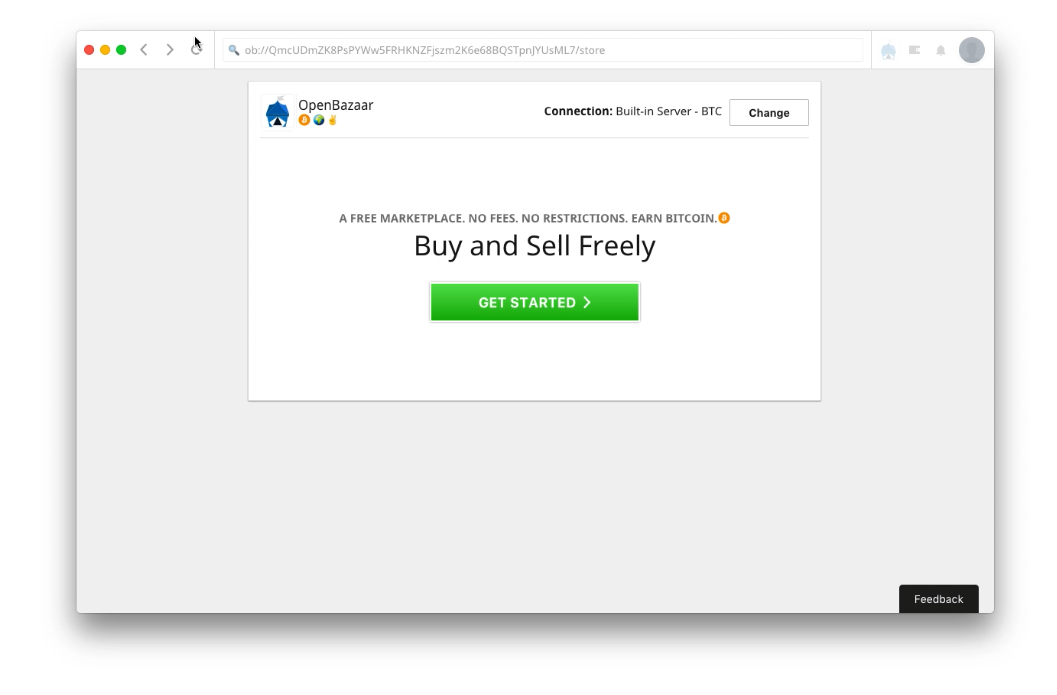 ob://QmcUDmZK8PsPYWw5FRHKNZFjszm2K6e68BQSTpnJYUsML7/store
OpenBazaar
Connection: Built-in Server - BTC
Change
A FREE MARKETPLACE. NO FEES. NO RESTRICTIONS. EARN BITCOIN.
Buy and Sell Freely
GET STARTED
Feedback